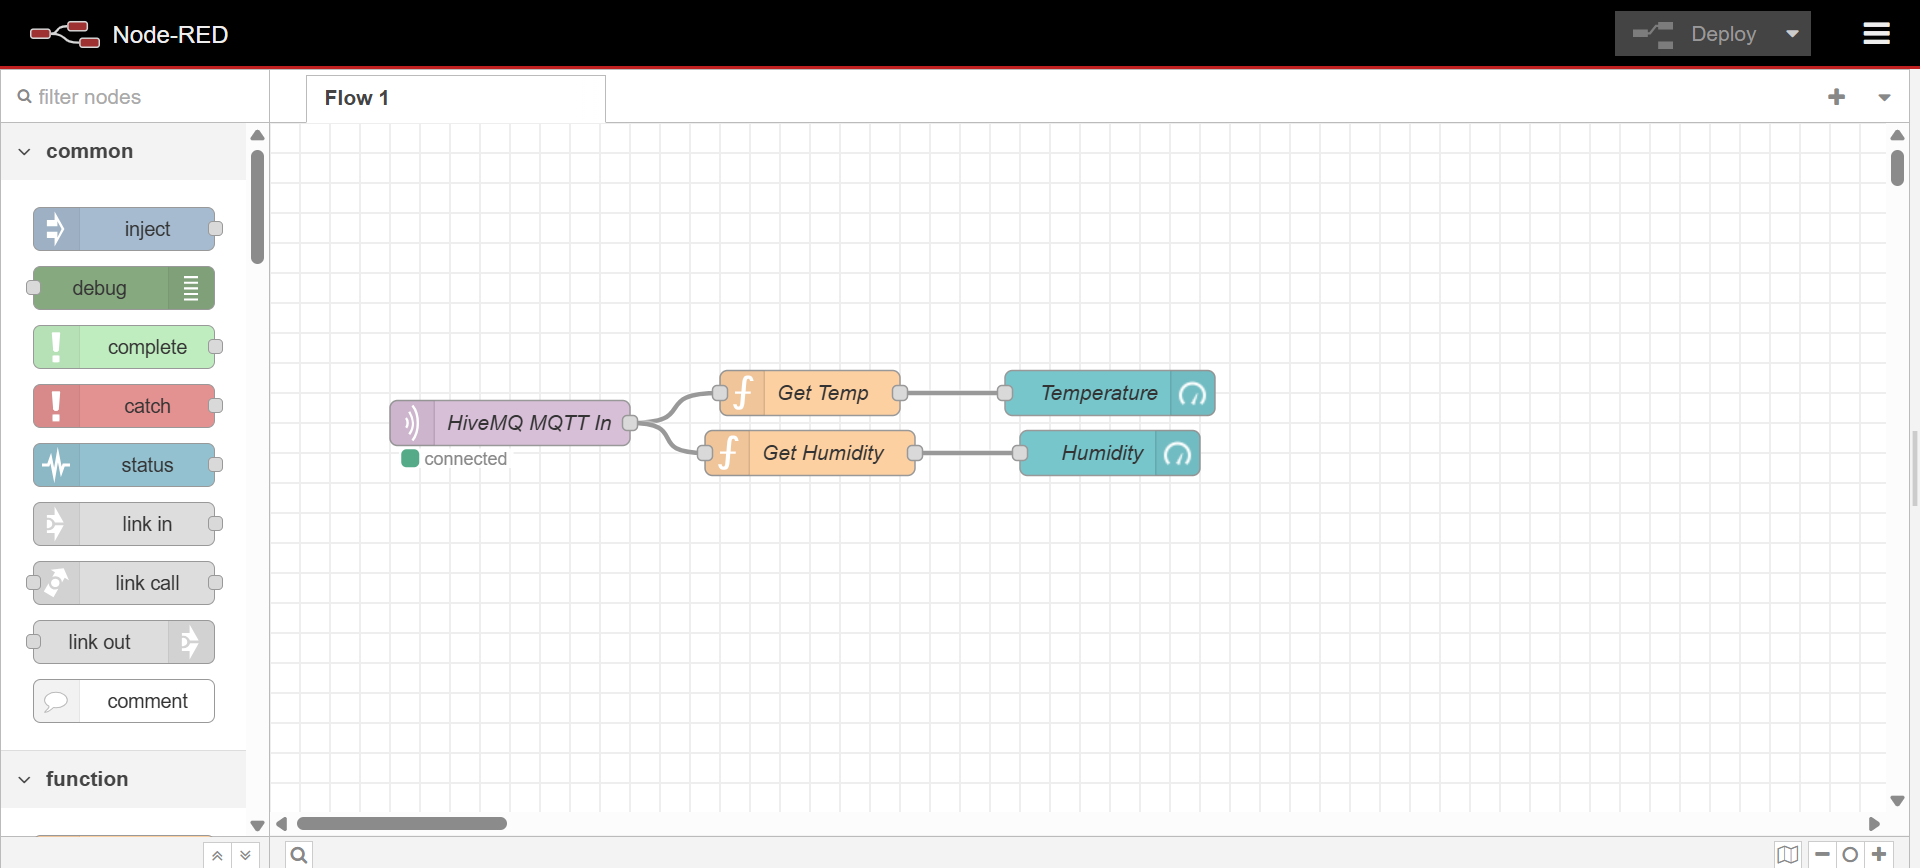 Node-RED
Deploy
filter nodes
Flow 1
common
inject
debug
complete
catch
status
link in
link call
link out
comment
function
HiveMQ MQTT In
connected
Get Temp
Temperature
Get Humidity
Humidity